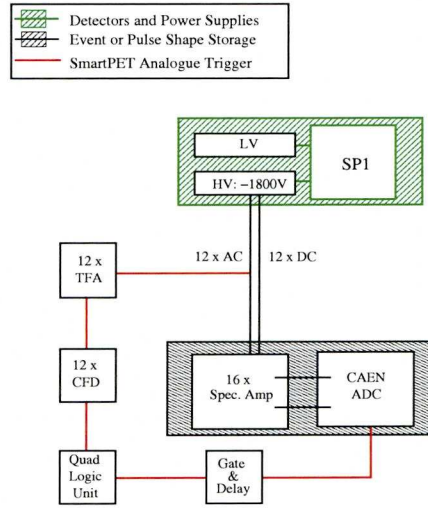 Detectors and Power Supplies
Event or Pulse Shape Storage
SmartPET Analogue Trigger
LV
SP1
HV: −1800V
12 x AC
12 x DC
12 x
TFA
12 x
CFD
16 x
Spec. Amp
CAEN
ADC
Quad
Logic
Unit
Gate
&
Delay